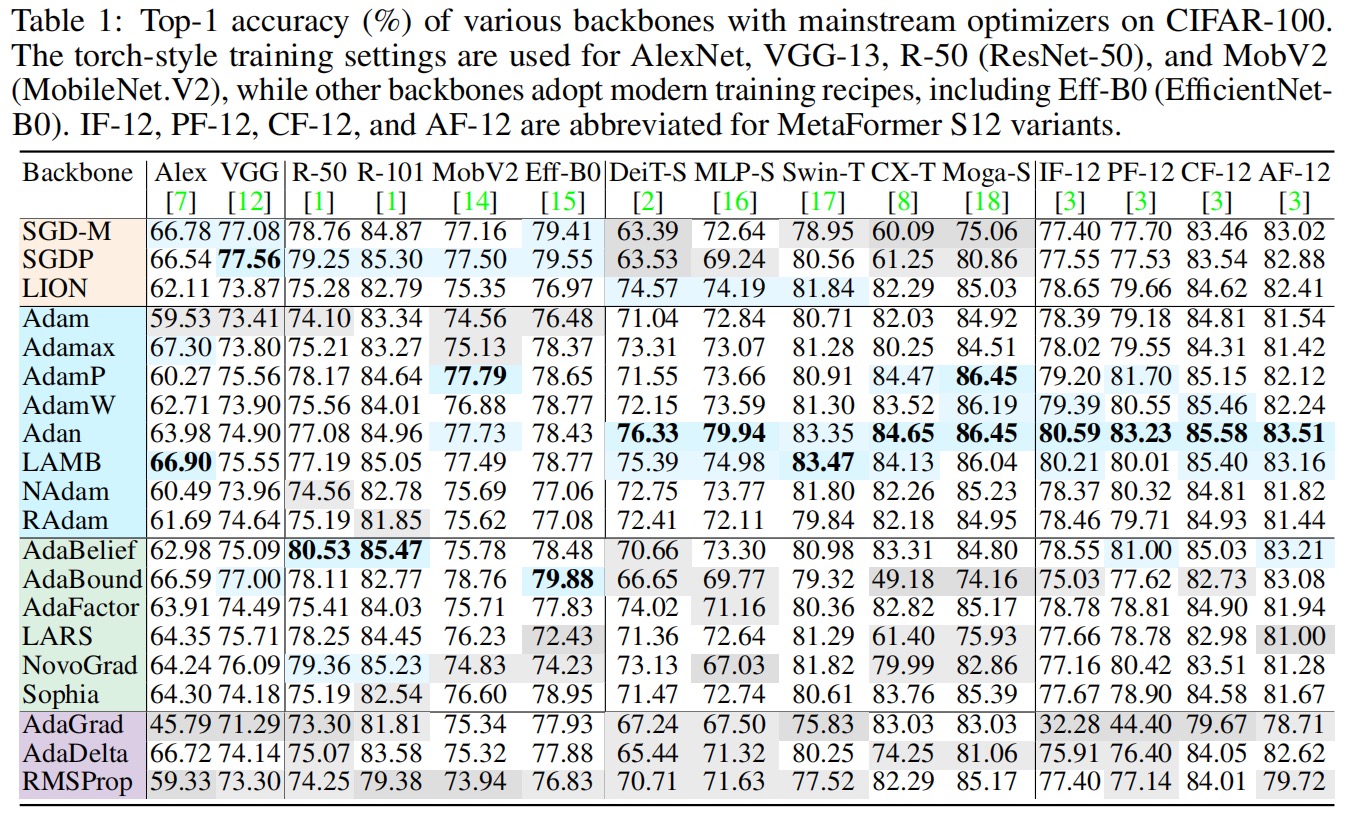 Table 1: Top-1 accuracy (%) of various backbones with mainstream optimizers on CIFAR-100.
The torch-style training settings are used for AlexNet, VGG-13, R-50 (ResNet-50), and MobV2
(MobileNet.V2), while other backbones adopt modern training recipes, including Eff-B0 (EfficientNet-
B0). IF-12, PF-12, CF-12, and AF-12 are abbreviated for MetaFormer S12 variants.
Backbone Alex VGG R-50 R-101 MobV2 Eff-B0 DeiT-S MLP-S Swin-T CX-T Moga-S IF-12 PF-12 CF-12 AF-12
[7] [12] [1] [1] [14] [15] [2] [16] [17] [8] [18] [3] [3] [3] [3]
SGD-M 66.78 77.08 78.76 84.87 77.16 79.41 63.39 72.64 78.95 60.09 75.06 77.40 77.70 83.46 83.02
SGDP 66.54 77.56 79.25 85.30 77.50 79.55 63.53 69.24 80.56 61.25 80.86 77.55 77.53 83.54 82.88
LION 62.11 73.87 75.28 82.79 75.35 76.97 74.57 74.19 81.84 82.29 85.03 78.65 79.66 84.62 82.41
Adam 59.53 73.41 74.10 83.34 74.56 76.48 71.04 72.84 80.71 82.03 84.92 78.39 79.18 84.81 81.54
Adamax 67.30 73.80 75.21 83.27 75.13 78.37 73.31 73.07 81.28 80.25 84.51 78.02 79.55 84.31 81.42
AdamP 60.27 75.56 78.17 84.64 77.79 78.65 71.55 73.66 80.91 84.47 86.45 79.20 81.70 85.15 82.12
AdamW 62.71 73.90 75.56 84.01 76.88 78.77 72.15 73.59 81.30 83.52 86.19 79.39 80.55 85.46 82.24
Adan 63.98 74.90 77.08 84.96 77.73 78.43 76.33 79.94 83.35 84.65 86.45 80.59 83.23 85.58 83.51
LAMB 66.90 75.55 77.19 85.05 77.49 78.77 75.39 74.98 83.47 84.13 86.04 80.21 80.01 85.40 83.16
NAdam 60.49 73.96 74.56 82.78 75.69 77.06 72.75 73.77 81.80 82.26 85.23 78.37 80.32 84.81 81.82
RAdam 61.69 74.64 75.19 81.85 75.62 77.08 72.41 72.11 79.84 82.18 84.95 78.46 79.71 84.93 81.44
AdaBelief 62.98 75.09 80.53 85.47 75.78 78.48 70.66 73.30 80.98 83.31 84.80 78.55 81.00 85.03 83.21
AdaBound 66.59 77.00 78.11 82.77 78.76 79.88 66.65 69.77 79.32 49.18 74.16 75.03 77.62 82.73 83.08
AdaFactor 63.91 74.49 75.41 84.03 75.71 77.83 74.02 71.16 80.36 82.82 85.17 78.78 78.81 84.90 81.94
LARS 64.35 75.71 78.25 84.45 76.23 72.43 71.36 72.64 81.29 61.40 75.93 77.66 78.78 82.98 81.00
NovoGrad 64.24 76.09 79.36 85.23 74.83 74.23 73.13 67.03 81.82 79.99 82.86 77.16 80.42 83.51 81.28
Sophia 64.30 74.18 75.19 82.54 76.60 78.95 71.47 72.74 80.61 83.76 85.39 77.67 78.90 84.58 81.67
AdaGrad 45.79 71.29 73.30 81.81 75.34 77.93 67.24 67.50 75.83 83.03 83.03 32.28 44.40 79.67 78.71
AdaDelta 66.72 74.14 75.07 83.58 75.32 77.88 65.44 71.32 80.25 74.25 81.06 75.91 76.40 84.05 82.62
RMSProp 59.33 73.30 74.25 79.38 73.94 76.83 70.71 71.63 77.52 82.29 85.17 77.40 77.14 84.01 79.72